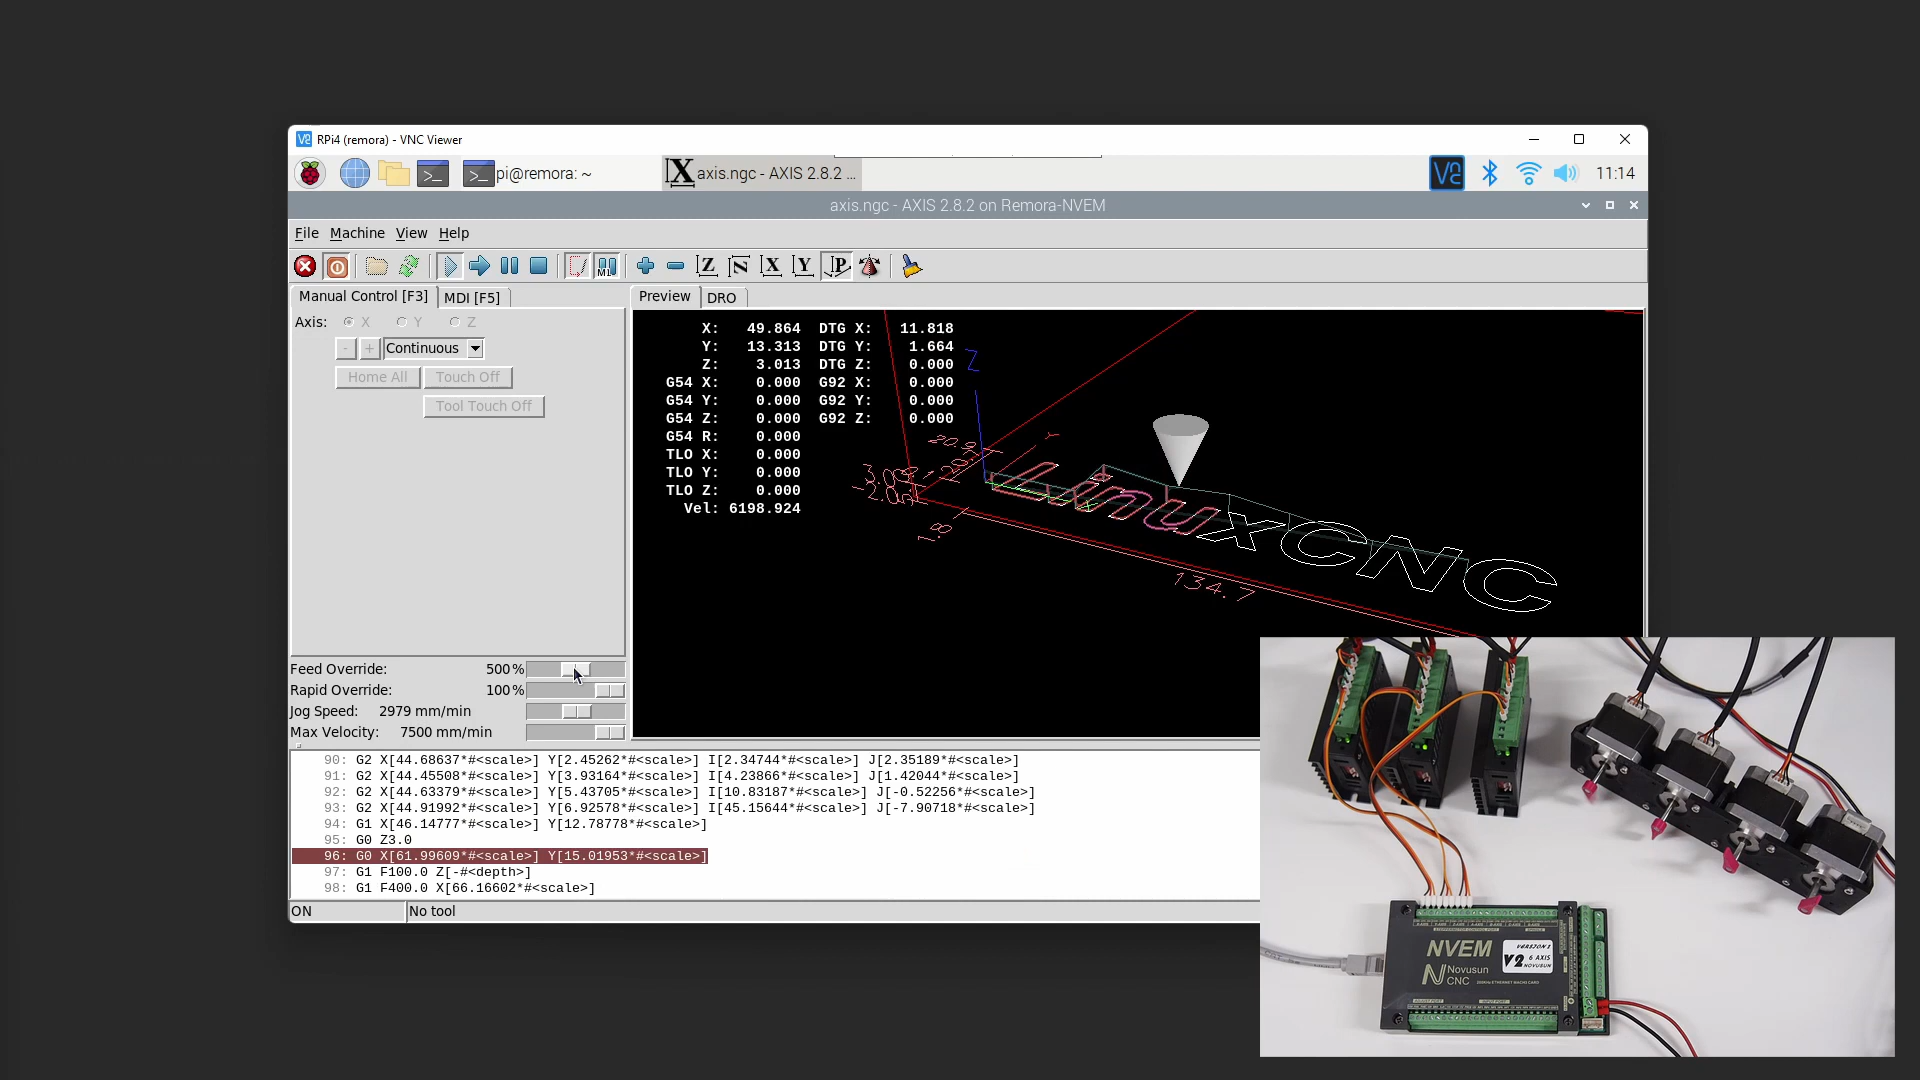 RPi4 (remora) - VNC Viewer
pi@remora: ~
axis.ngc - AXIS 2.8.2 ...
11:14
axis.ngc - AXIS 2.8.2 on Remora-NVEM
File Machine View Help
Manual Control [F3]
MDI [F5]
Axis: X Y Z
- + Continuous
Home All Touch Off
Tool Touch Off
Feed Override: 500 %
Rapid Override: 100 %
Jog Speed: 2979 mm/min
Max Velocity: 7500 mm/min
Preview DRO
X: 49.864 DTG X: 11.818
Y: 13.313 DTG Y: 1.664
Z: 3.013 DTG Z: 0.000
G54 X: 0.000 G92 X: 0.000
G54 Y: 0.000 G92 Y: 0.000
G54 Z: 0.000 G92 Z: 0.000
G54 R: 0.000
TLO X: 0.000
TLO Y: 0.000
TLO Z: 0.000
Vel: 6198.924
Z
Y
LinuxCNC
1.8
134.7
90: G2 X[44.68637*#<scale>] Y[2.45262*#<scale>] I[2.34744*#<scale>] J[2.35189*#<scale>]
91: G2 X[44.45508*#<scale>] Y[3.93164*#<scale>] I[4.23866*#<scale>] J[1.42044*#<scale>]
92: G2 X[44.63379*#<scale>] Y[5.43705*#<scale>] I[10.83187*#<scale>] J[-0.52256*#<scale>]
93: G2 X[44.91992*#<scale>] Y[6.92578*#<scale>] I[45.15644*#<scale>] J[-7.90718*#<scale>]
94: G1 X[46.14777*#<scale>] Y[12.78778*#<scale>]
95: G0 Z3.0
96: G0 X[61.99609*#<scale>] Y[15.01953*#<scale>]
97: G1 F100.0 Z[-#<depth>]
98: G1 F400.0 X[66.16602*#<scale>]
ON
No tool
NVEM
Novusun
CNC
VERSION 2
V2 6 AXIS
NOVUSUN